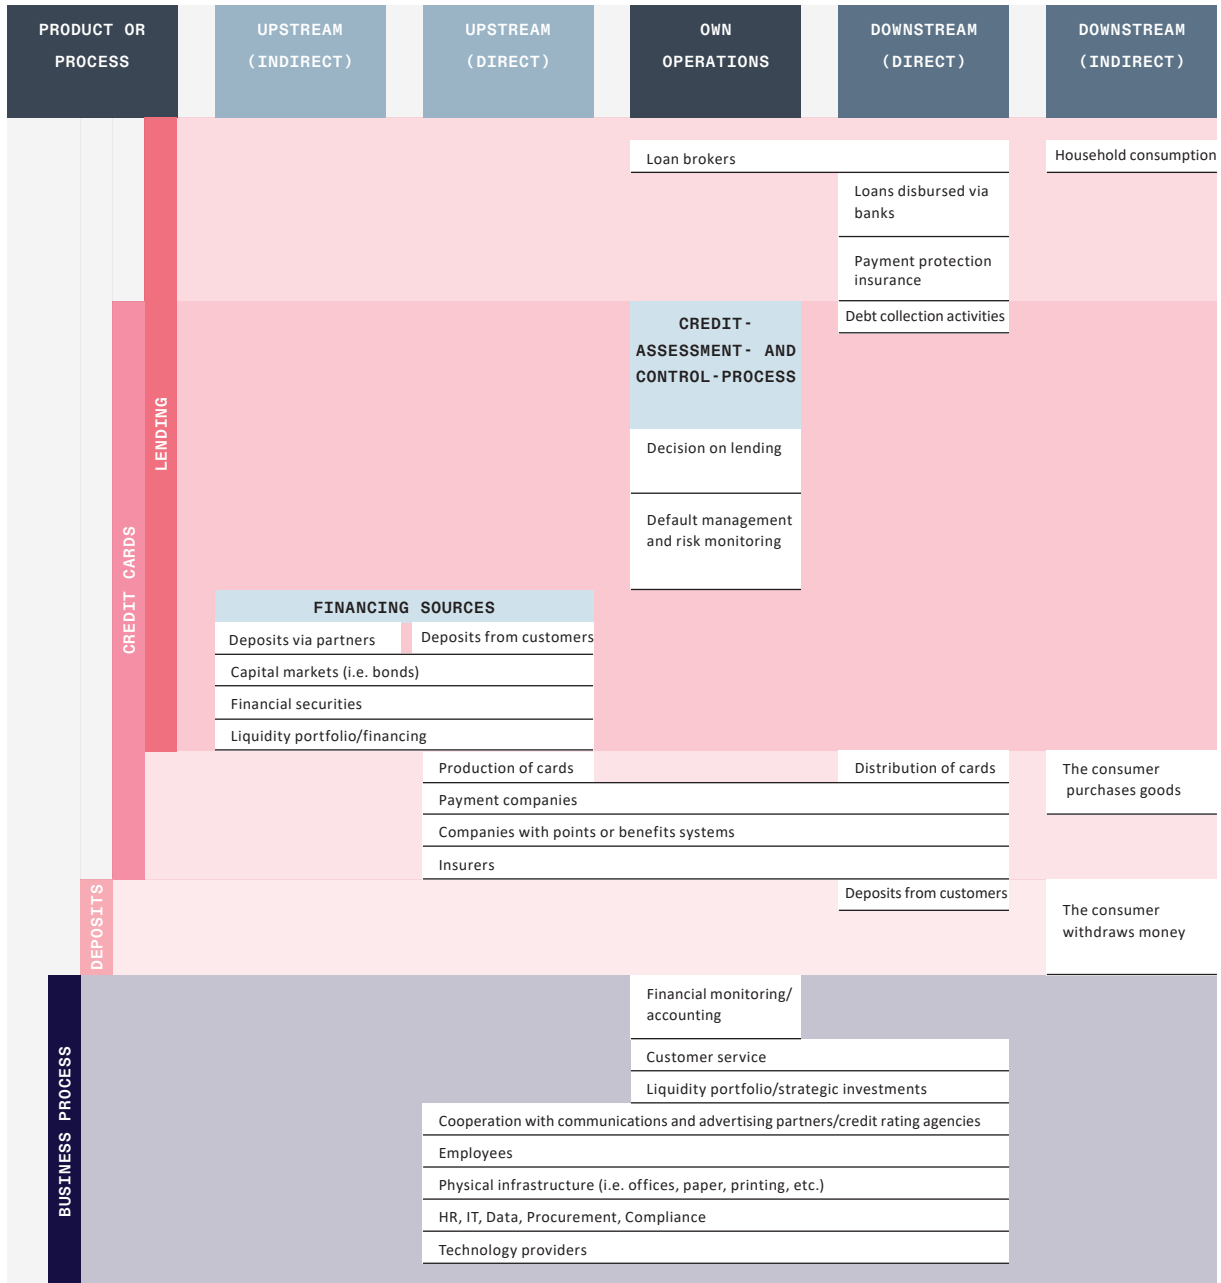 PRODUCT OR
PROCESS
UPSTREAM
(INDIRECT)
UPSTREAM
(DIRECT)
OWN
OPERATIONS
DOWNSTREAM
(DIRECT)
DOWNSTREAM
(INDIRECT)
LENDING
Loan brokers
Household consumption
Loans disbursed via
banks
Payment protection
insurance
Debt collection activities
CREDIT CARDS
CREDIT-
ASSESSMENT- AND
CONTROL-PROCESS
Decision on lending
Default management
and risk monitoring
FINANCING SOURCES
Deposits via partners
Deposits from customers
Capital markets (i.e. bonds)
Financial securities
Liquidity portfolio/financing
Production of cards
Distribution of cards
The consumer
purchases goods
Payment companies
Companies with points or benefits systems
Insurers
DEPOSITS
Deposits from customers
The consumer
withdraws money
BUSINESS PROCESS
Financial monitoring/
accounting
Customer service
Liquidity portfolio/strategic investments
Cooperation with communications and advertising partners/credit rating agencies
Employees
Physical infrastructure (i.e. offices, paper, printing, etc.)
HR, IT, Data, Procurement, Compliance
Technology providers